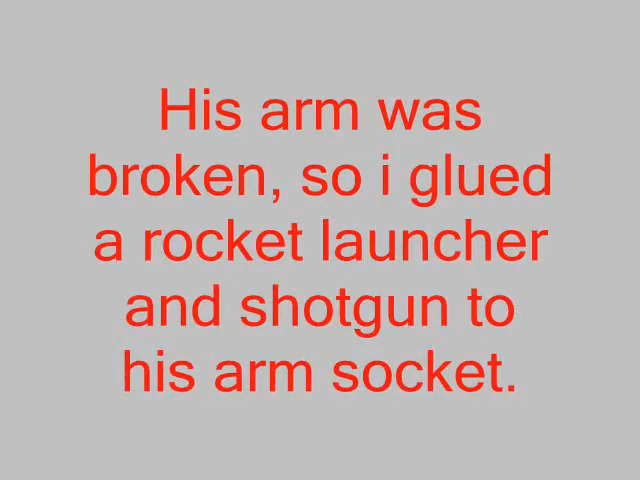 His arm was
broken, so i glued
a rocket launcher
and shotgun to
his arm socket.